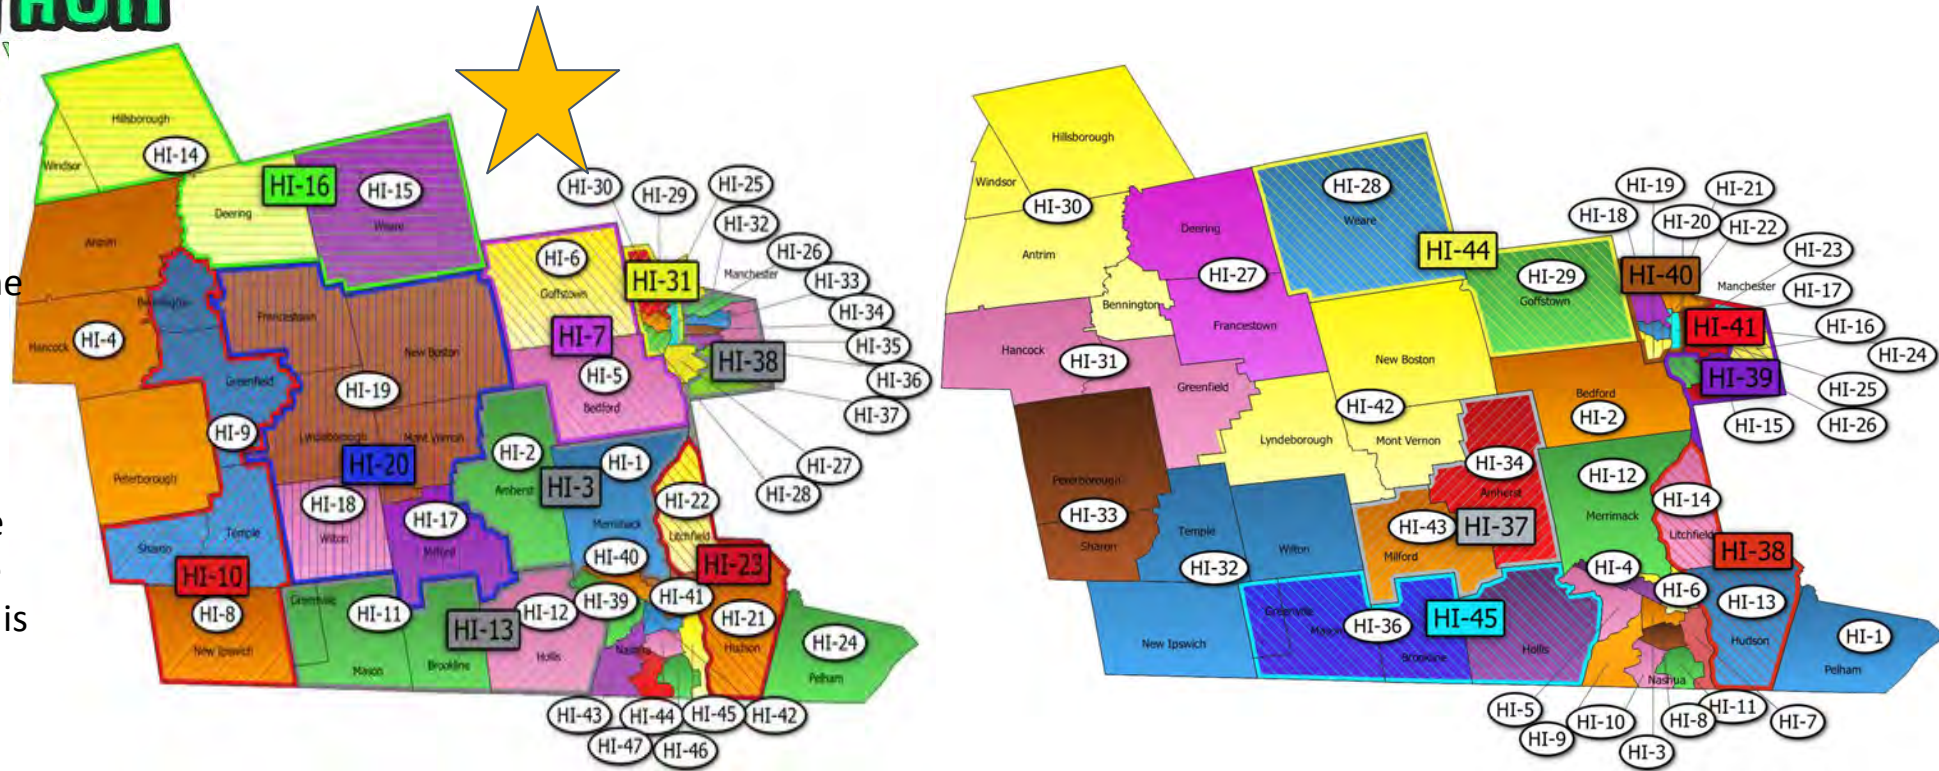 ne
e
is
Hillsborough
HI-14
Windsor
HI-16
HI-15
Deering
Weare
Antrim
HI-6
Goffstown
HI-30
HI-29
HI-25
HI-32
HI-26
Manchester
HI-33
HI-31
HI-34
HI-35
HI-38
HI-36
HI-37
HI-27
HI-28
Bennington
Francestown
New Boston
HI-7
Hancock
HI-4
Greenfield
HI-19
HI-5
Bedford
HI-9
Lyndeborough
Mont Vernon
HI-20
HI-2
Amherst
HI-3
HI-1
Merrimack
HI-22
Litchfield
Peterborough
HI-18
Wilton
HI-17
Milford
HI-40
HI-23
Sharon
Temple
HI-10
HI-8
New Ipswich
Greenville
HI-11
HI-13
HI-12
HI-39
HI-41
HI-21
Mason
Brookline
Hollis
Nashua
Hudson
HI-24
Pelham
HI-43
HI-44
HI-45
HI-42
HI-47
HI-46
Hillsborough
Windsor
HI-30
HI-28
Weare
Deering
HI-44
Antrim
HI-27
HI-29
Goffstown
HI-19
HI-21
HI-18
HI-20
HI-22
HI-23
HI-40
Manchester
HI-17
HI-41
HI-16
HI-24
HI-39
HI-25
HI-15
HI-26
Bennington
Francestown
Hancock
HI-31
New Boston
Greenfield
HI-42
Bedford
HI-2
Lyndeborough
Mont Vernon
HI-34
Amherst
HI-12
Merrimack
HI-14
Litchfield
Peterborough
HI-33
Sharon
Temple
Wilton
HI-43
HI-37
Milford
HI-38
HI-32
HI-4
HI-6
HI-13
Hudson
Greenville
Mason
HI-36
HI-45
New Ipswich
Brookline
Hollis
HI-1
Pelham
Nashua
HI-5
HI-9
HI-10
HI-3
HI-8
HI-11
HI-7